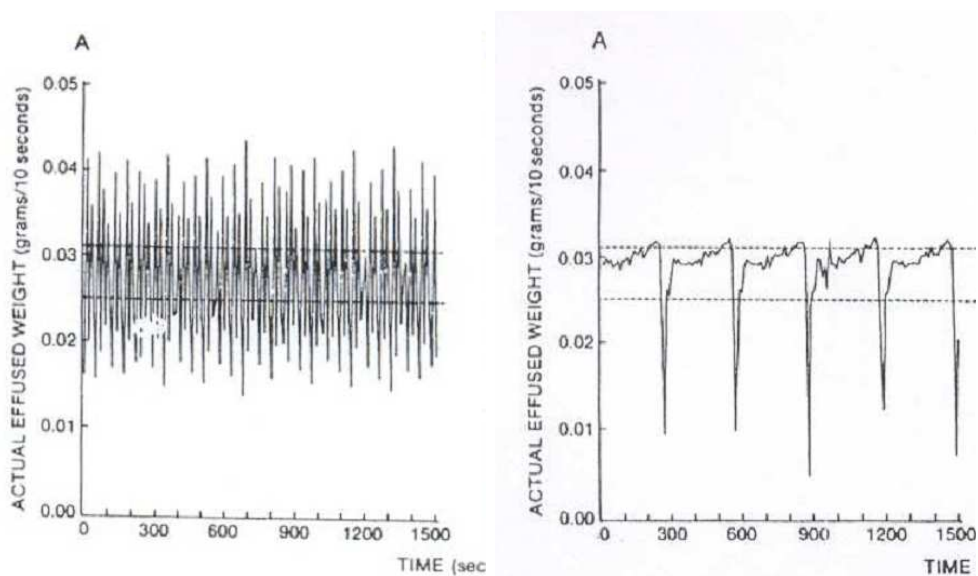 A
ACTUAL EFFUSED WEIGHT (grams/10 seconds)
0.05
0.04
0.03
0.02
0.01
0.00
0 300 600 900 1200 1500
TIME (sec
A
ACTUAL EFFUSED WEIGHT (grams/10 seconds)
0.05
0.04
0.03
0.02
0.01
0.00
0 300 600 900 1200 1500
TIME